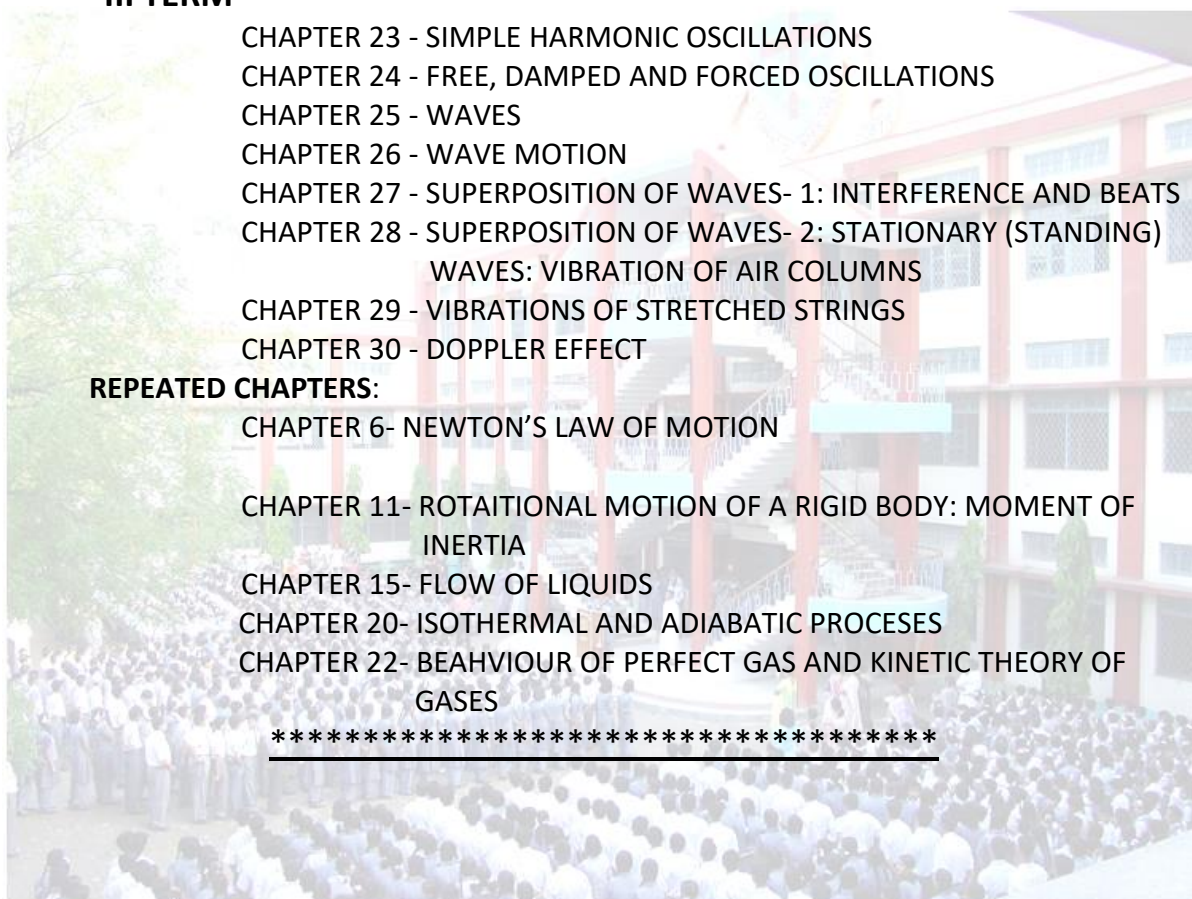 III TERM
CHAPTER 23 - SIMPLE HARMONIC OSCILLATIONS
CHAPTER 24 - FREE, DAMPED AND FORCED OSCILLATIONS
CHAPTER 25 - WAVES
CHAPTER 26 - WAVE MOTION
CHAPTER 27 - SUPERPOSITION OF WAVES- 1: INTERFERENCE AND BEATS
CHAPTER 28 - SUPERPOSITION OF WAVES- 2: STATIONARY (STANDING)
WAVES: VIBRATION OF AIR COLUMNS
CHAPTER 29 - VIBRATIONS OF STRETCHED STRINGS
CHAPTER 30 - DOPPLER EFFECT
REPEATED CHAPTERS:
CHAPTER 6- NEWTON’S LAW OF MOTION
CHAPTER 11- ROTAITIONAL MOTION OF A RIGID BODY: MOMENT OF
INERTIA
CHAPTER 15- FLOW OF LIQUIDS
CHAPTER 20- ISOTHERMAL AND ADIABATIC PROCESES
CHAPTER 22- BEAHVIOUR OF PERFECT GAS AND KINETIC THEORY OF
GASES
************************************